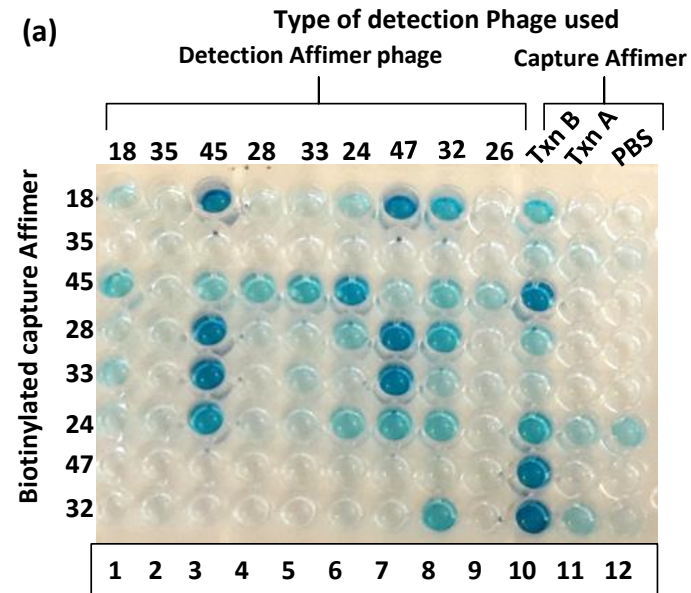 (a)
Type of detection Phage used
Detection Affimer phage
Capture Affimer
18 35 45 28 33 24 47 32 26 Txn B Txn A PBS
Biotinylated capture Affimer
18
35
45
28
33
24
47
32
1 2 3 4 5 6 7 8 9 10 11 12